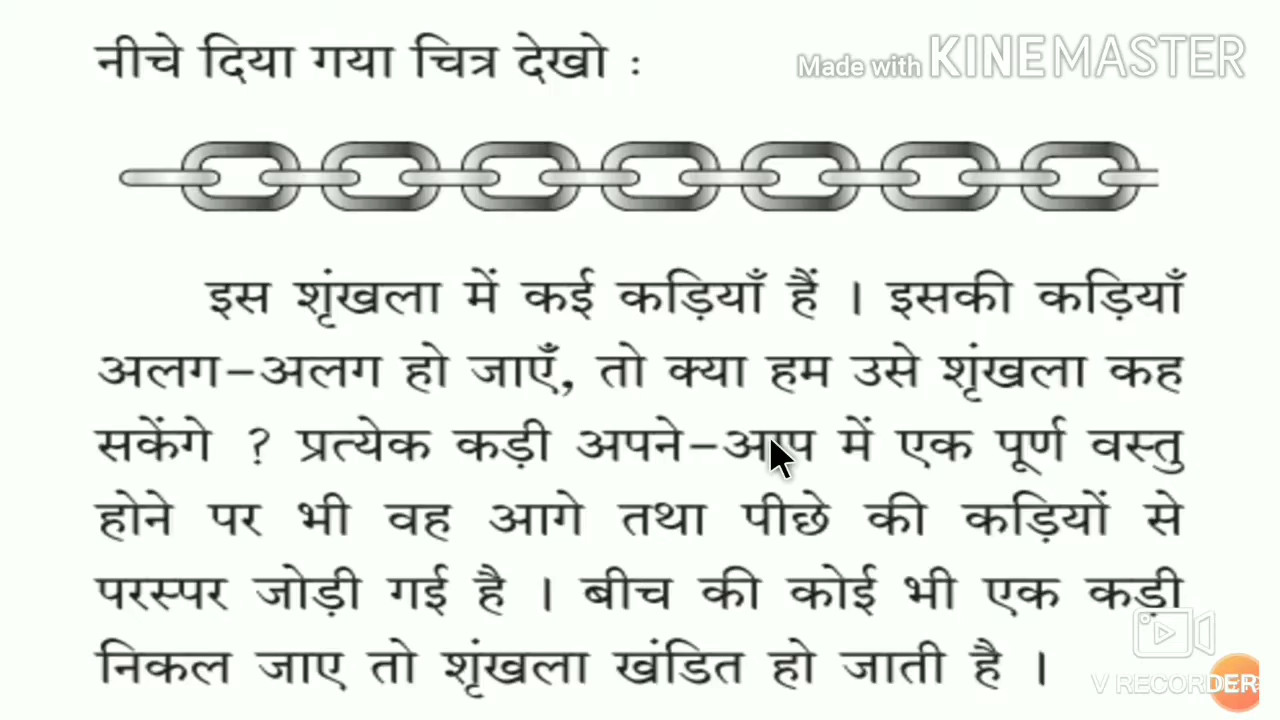 नीचे दिया गया चित्र देखो :
Made with KINEMASTER
इस शृंखला में कई कड़ियाँ हैं । इसकी कड़ियाँ
अलग-अलग हो जाएँ, तो क्या हम उसे शृंखला कह
सकेंगे ? प्रत्येक कड़ी अपने-आप में एक पूर्ण वस्तु
होने पर भी वह आगे तथा पीछे की कड़ियों से
परस्पर जोड़ी गई है । बीच की कोई भी एक कड़ी
निकल जाए तो शृंखला खंडित हो जाती है ।
V RECORDER